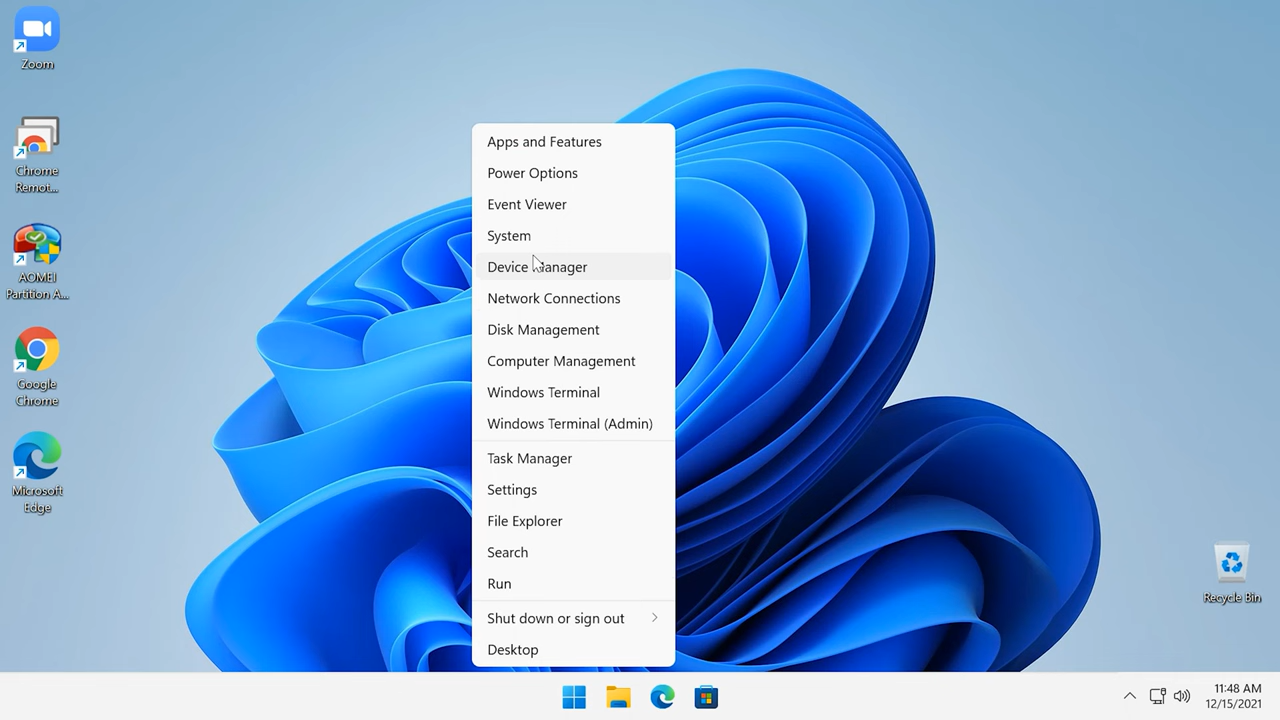 Zoom
Chrome
Remot...
AOMEI
Partition A...
Google
Chrome
Microsoft
Edge
Apps and Features
Power Options
Event Viewer
System
Device Manager
Network Connections
Disk Management
Computer Management
Windows Terminal
Windows Terminal (Admin)
Task Manager
Settings
File Explorer
Search
Run
Shut down or sign out
Desktop
Recycle Bin
11:48 AM
12/15/2021